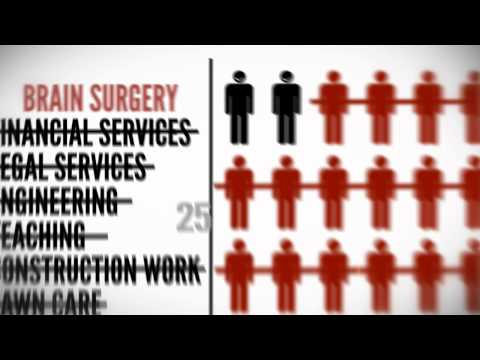 BRAIN SURGERY
INANCIAL SERVICES
EGAL SERVICES
NGINEERING
25
EACHING
ONSTRUCTION WORK
AWN CARE